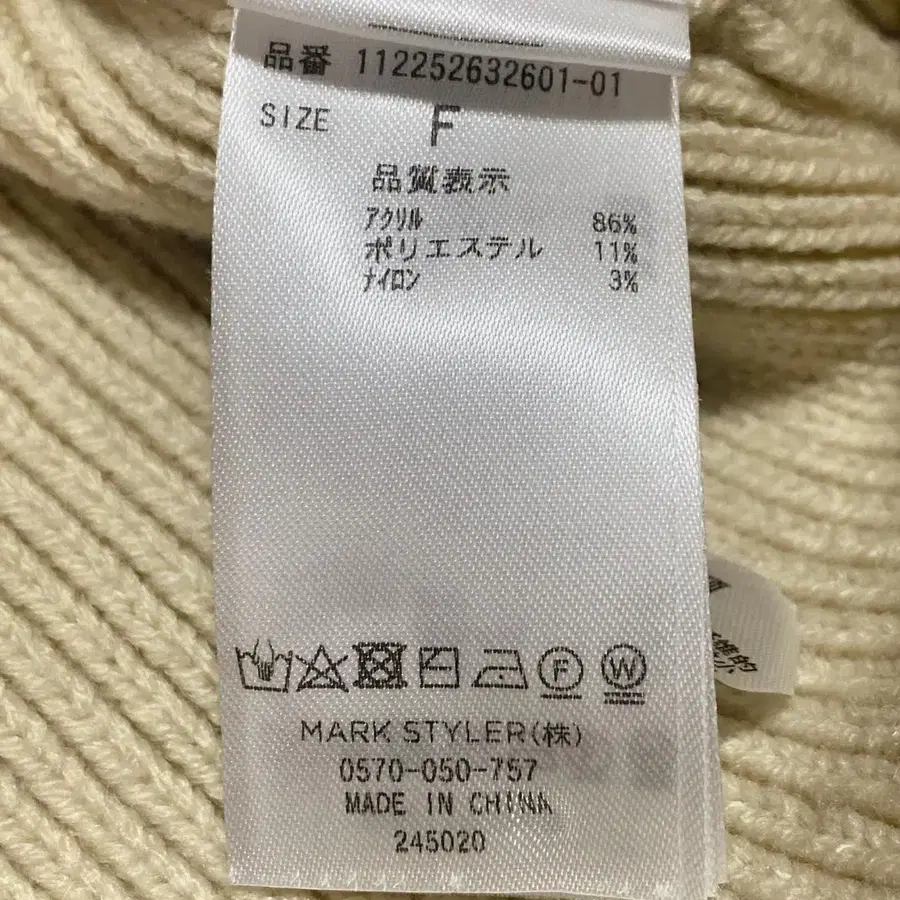 品番 112252632601-01
SIZE F
品質表示
アクリル 86%
ポリエステル 11%
ナイロン 3%
F W
MARK STYLER(株)
0570-050-757
MADE IN CHINA
245020